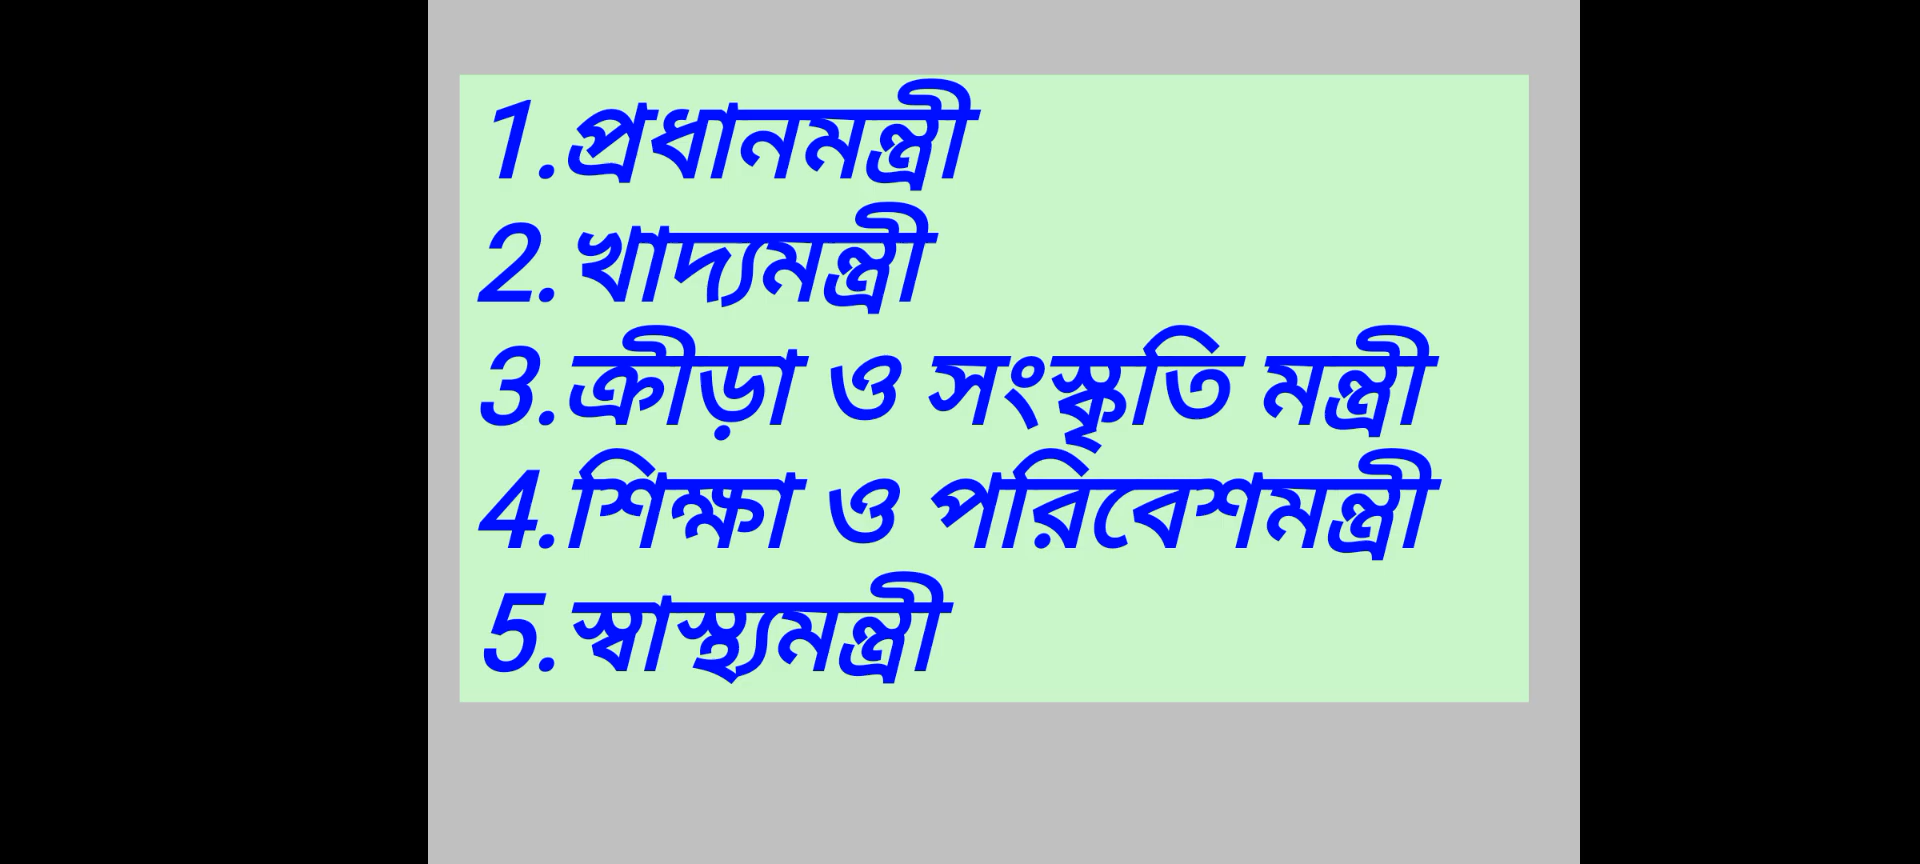 1.প্রধানমন্ত্রী
2.খাদ্যমন্ত্রী
3.ক্রীড়া ও সংস্কৃতি মন্ত্রী
4.শিক্ষা ও পরিবেশমন্ত্রী
5.স্বাস্থ্যমন্ত্রী